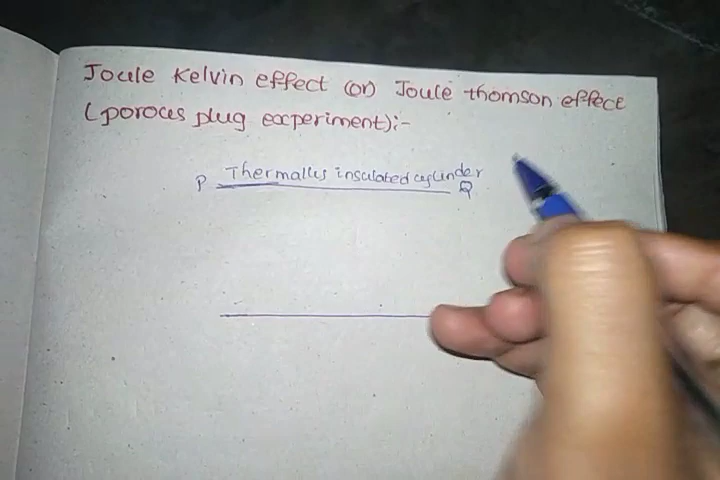 Joule Kelvin effect (or) Joule thomson effect
(porous plug experiment):-
P Thermally insulated cylinder
Q